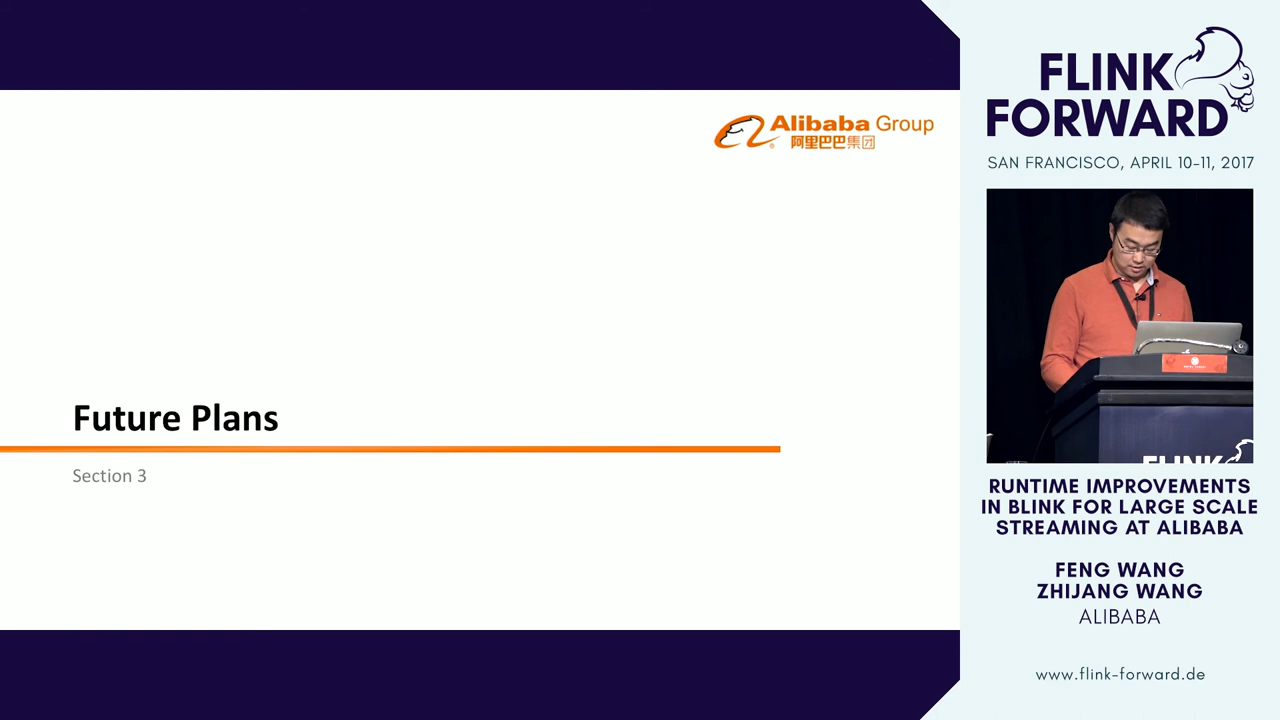 Alibaba Group
阿里巴巴集团
Future Plans
Section 3
FLINK
FORWARD
SAN FRANCISCO, APRIL 10-11, 2017
FLINK
RUNTIME IMPROVEMENTS
IN BLINK FOR LARGE SCALE
STREAMING AT ALIBABA
FENG WANG
ZHIJANG WANG
ALIBABA
www.flink-forward.de